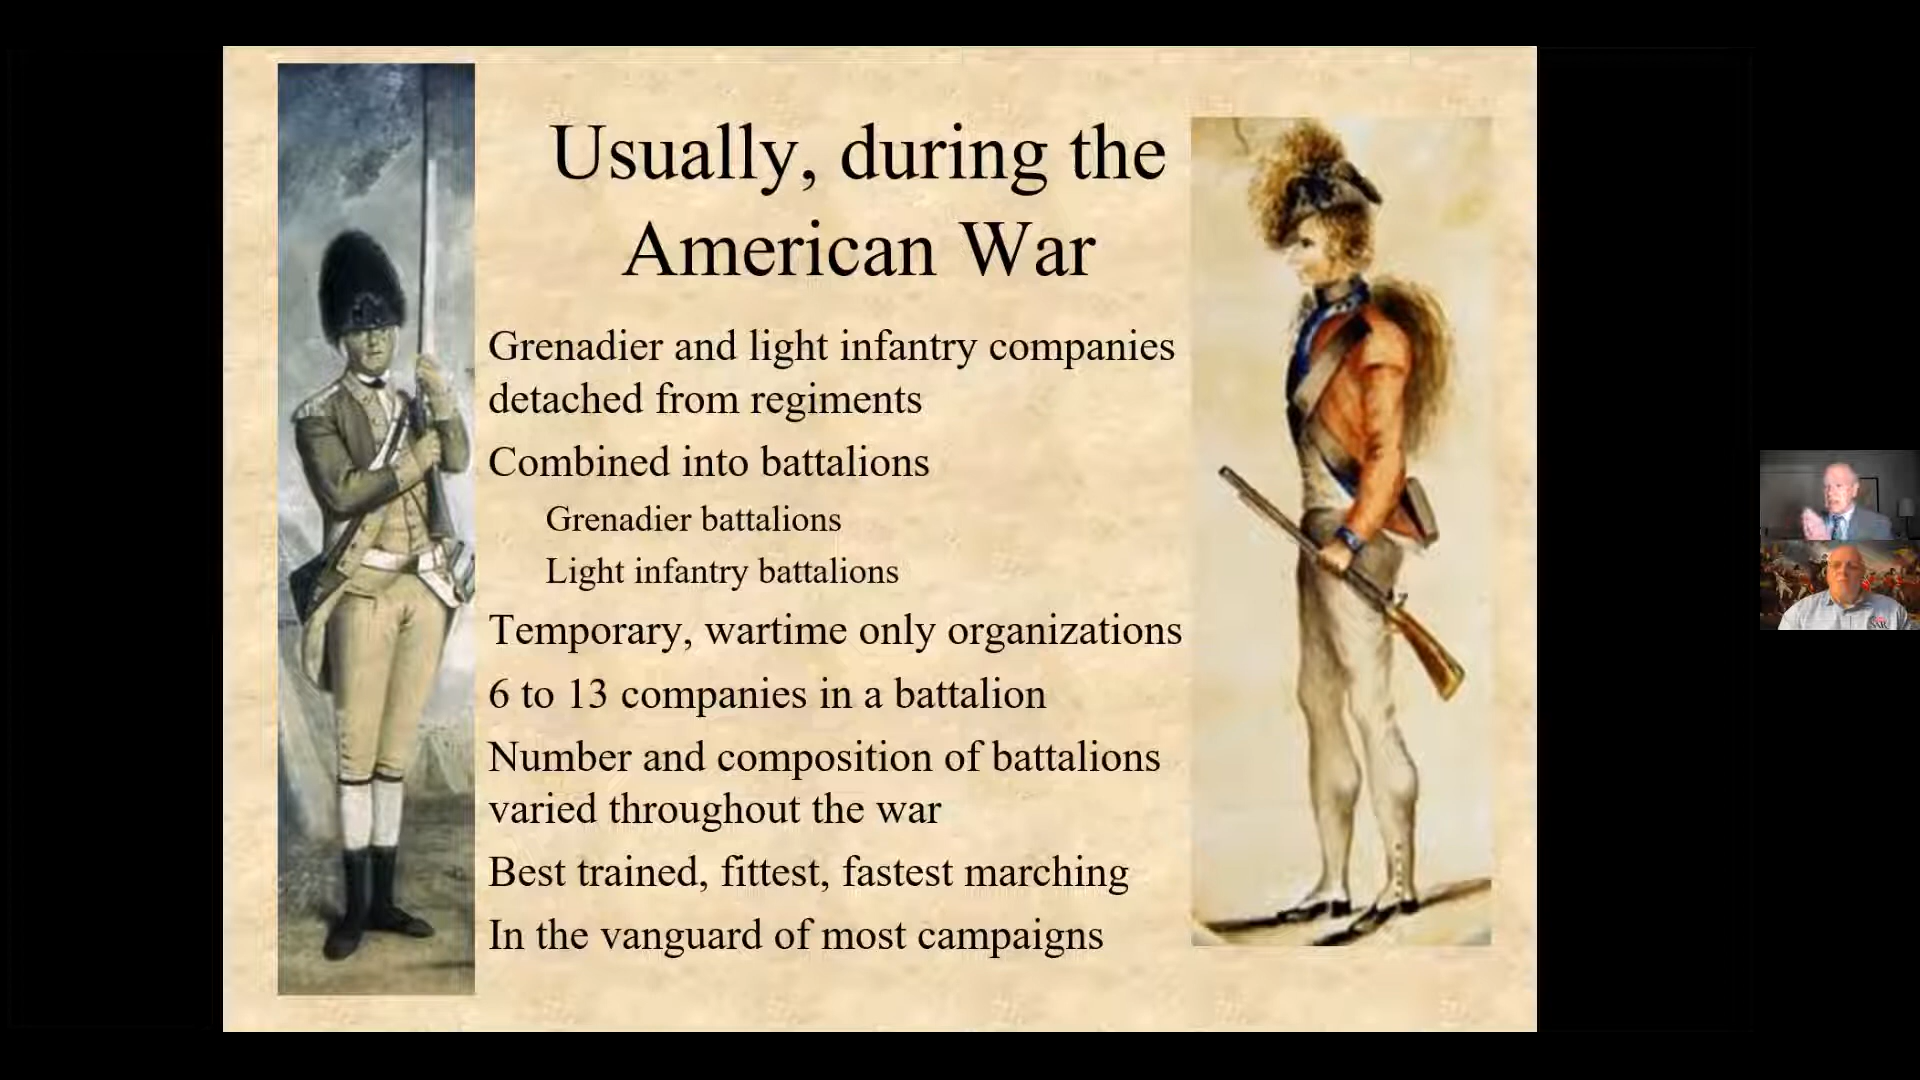 Usually, during the
American War
Grenadier and light infantry companies
detached from regiments
Combined into battalions
Grenadier battalions
Light infantry battalions
Temporary, wartime only organizations
6 to 13 companies in a battalion
Number and composition of battalions
varied throughout the war
Best trained, fittest, fastest marching
In the vanguard of most campaigns
SAR